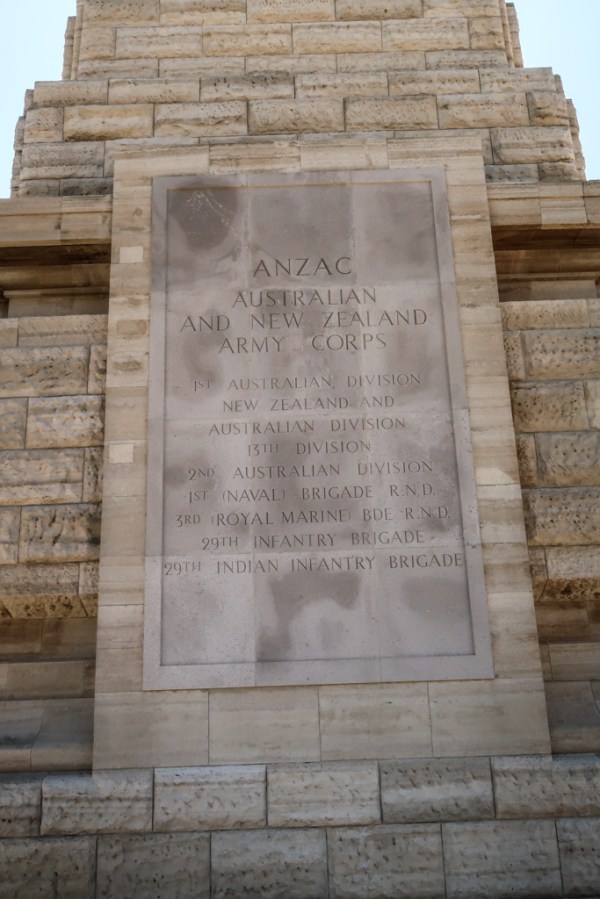 ANZAC
AUSTRALIAN
AND NEW ZEALAND
ARMY CORPS
1ST AUSTRALIAN DIVISION
NEW ZEALAND AND
AUSTRALIAN DIVISION
13TH DIVISION
2ND AUSTRALIAN DIVISION
1ST (NAVAL) BRIGADE R.N.D.
3RD (ROYAL MARINE) BDE R.N.D.
29TH INFANTRY BRIGADE
29TH INDIAN INFANTRY BRIGADE